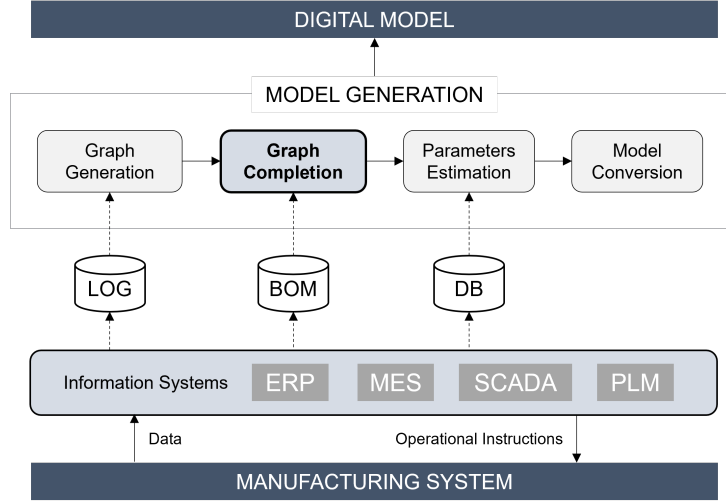 DIGITAL MODEL
MODEL GENERATION
Graph
Generation
Graph
Completion
Parameters
Estimation
Model
Conversion
LOG
BOM
DB
Information Systems
ERP
MES
SCADA
PLM
Data
Operational Instructions
MANUFACTURING SYSTEM